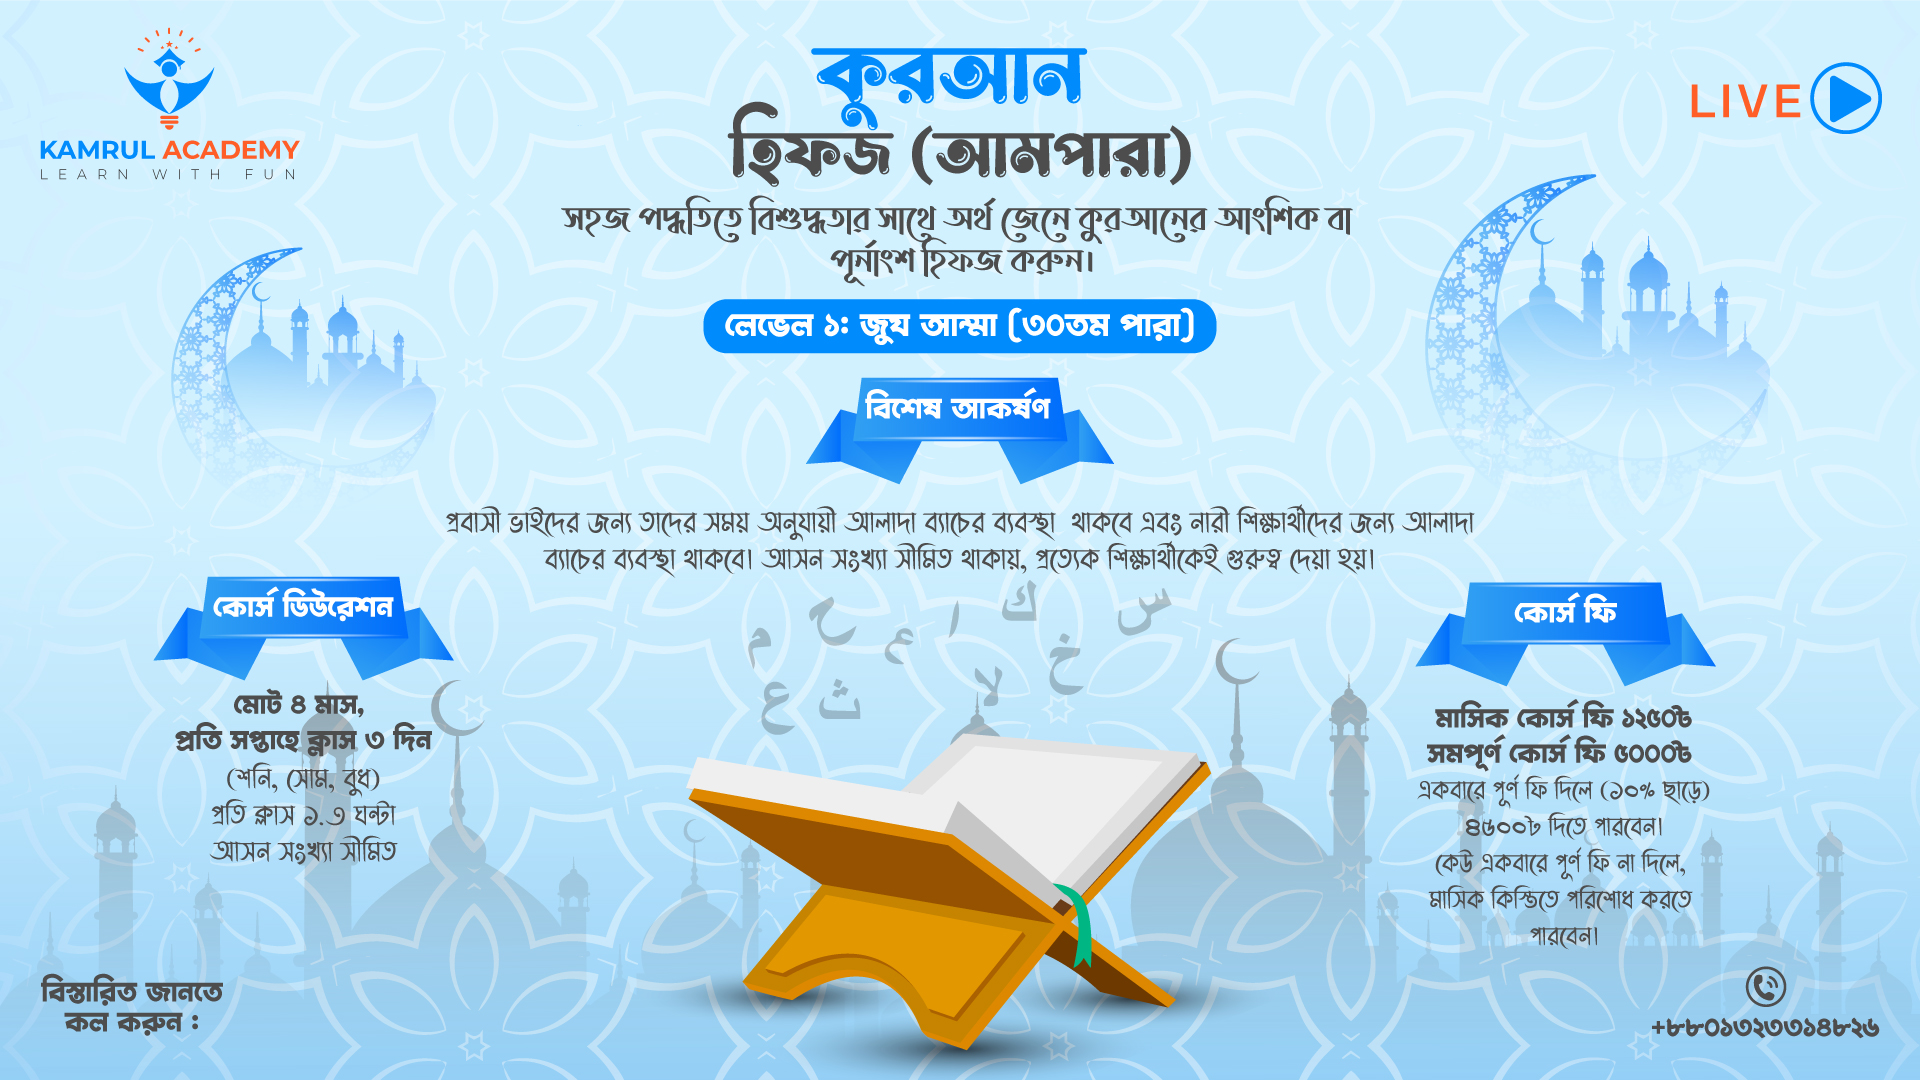 KAMRUL ACADEMY
LEARN WITH FUN
LIVE
কুরআন
হিফজ (আমপারা)
সহজ পদ্ধতিতে বিশুদ্ধতার সাথে অর্থ জেনে কুরআনের আংশিক বা
পূর্নাংশ হিফজ করুন।
লেভেল ১: জুয আম্মা (৩০তম পারা)
বিশেষ আকর্ষণ
প্রবাসী ভাইদের জন্য তাদের সময় অনুযায়ী আলাদা ব্যাচের ব্যবস্থা থাকবে এবং নারী শিক্ষার্থীদের জন্য আলাদা
ব্যাচের ব্যবস্থা থাকবে। আসন সংখ্যা সীমিত থাকায়, প্রত্যেক শিক্ষার্থীকেই গুরুত্ব দেয়া হয়।
কোর্স ডিউরেশন
মোট ৪ মাস,
প্রতি সপ্তাহে ক্লাস ৩ দিন
(শনি, সোম, বুধ)
প্রতি ক্লাস ১.৩ ঘন্টা
আসন সংখ্যা সীমিত
ح ك س
م ع ا خ
ع ث لا
কোর্স ফি
মাসিক কোর্স ফি ১২৫০৳
সমপূর্ণ কোর্স ফি ৫০০০৳
একবারে পূর্ণ ফি দিলে (১০% ছাড়ে)
৪৫০০৳ দিতে পারবেন।
কেউ একবারে পূর্ণ ফি না দিলে,
মাসিক কিস্তিতে পরিশোধ করতে
পারবেন।
বিস্তারিত জানতে
কল করুন :
+৮৮০১৩২৩৩১৪৮২৬